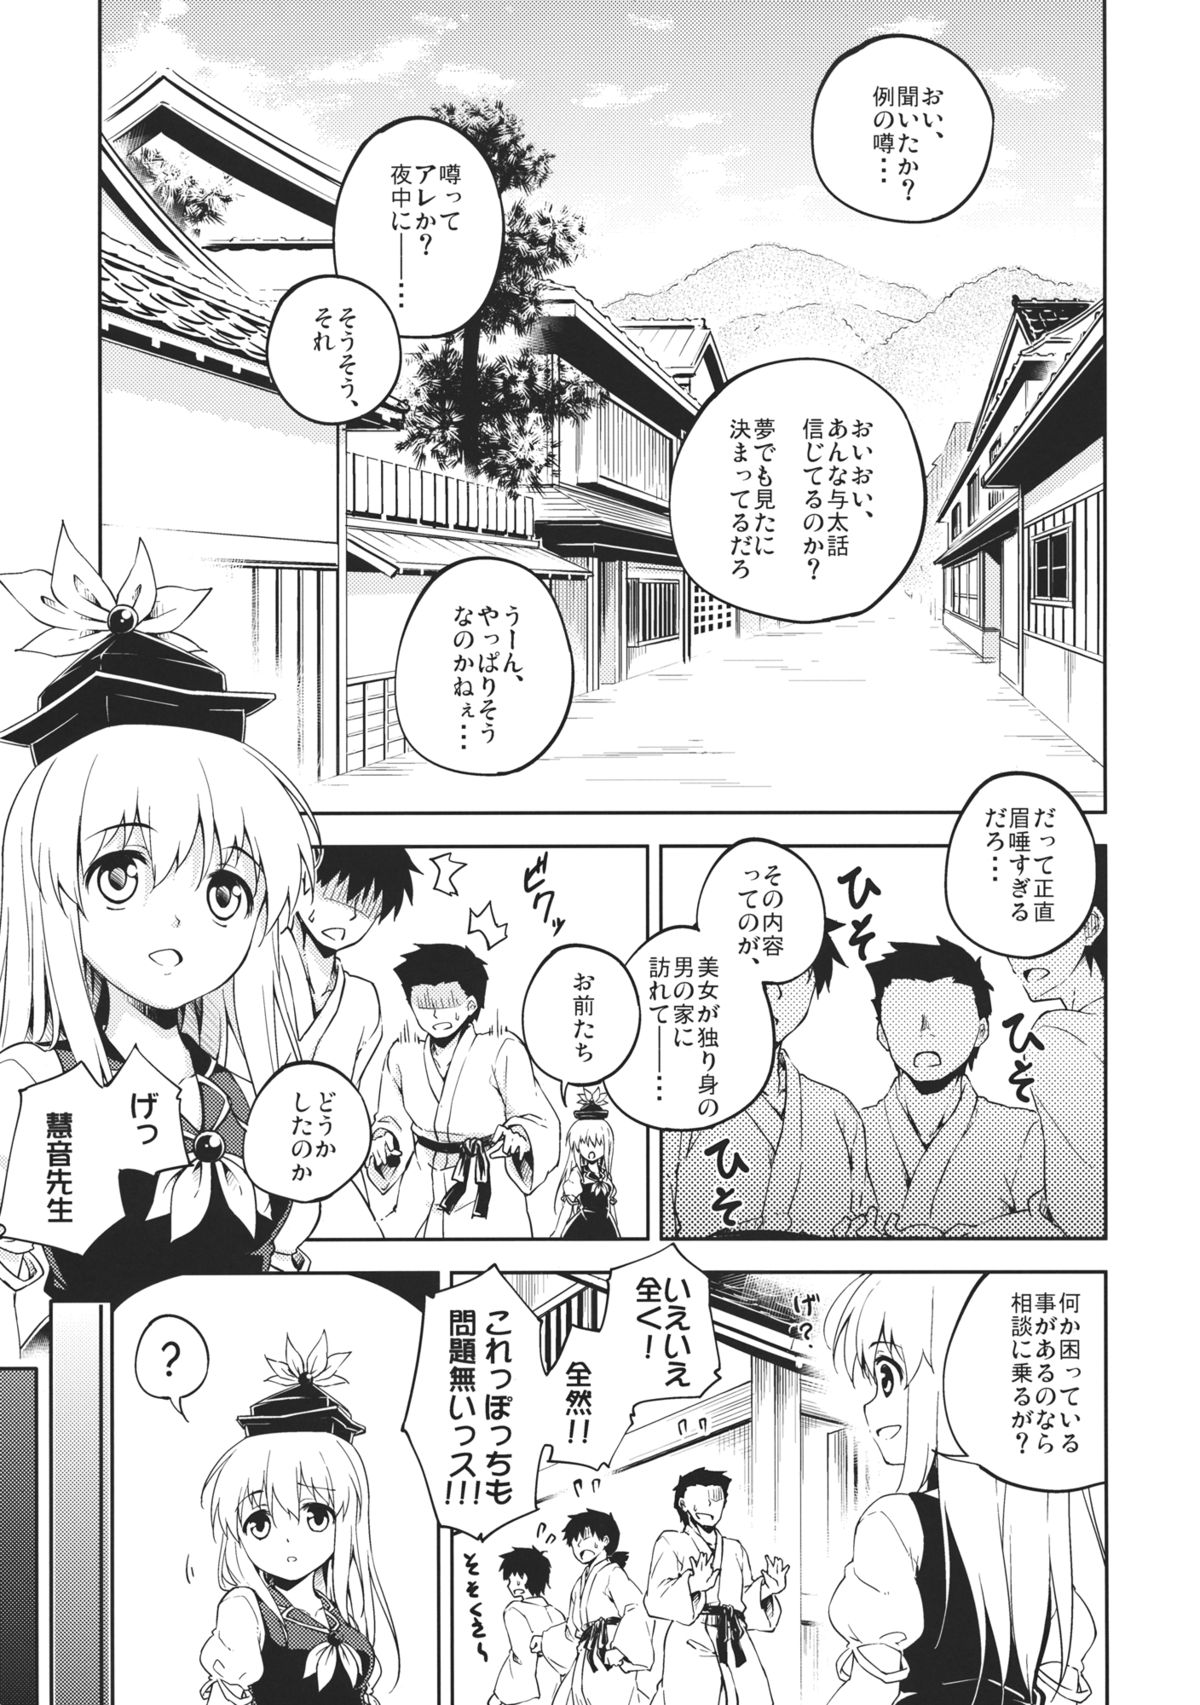 おい、
聞いたか？
例の噂・・・
噂って
アレか？
夜中に――・・・
そうそう、
それ
おいおい、
あんな与太話
信じてるのか？
夢でも見たに
決まってるだろ
うーん、
やっぱりそう
なのかねぇ・・・
だって正直
眉唾すぎる
だろ・・・
その内容
ってのが、
美女が独り身の
男の家に
訪れて――・・・
ひそ
ひそ
ひそ
ビクッ
お前たち
どうか
したのか
げっ
慧音先生
何か困っている
事があるのなら
相談に乗るが？
げ？
いえいえ
全く！
全然!!
これっぽっちも
問題無いっス!!!
そそくさ〜
？